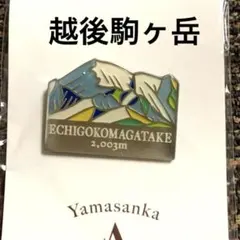 越後駒ヶ岳
ECHIGOKOMAGATAKE
2,003m
Yamasanka